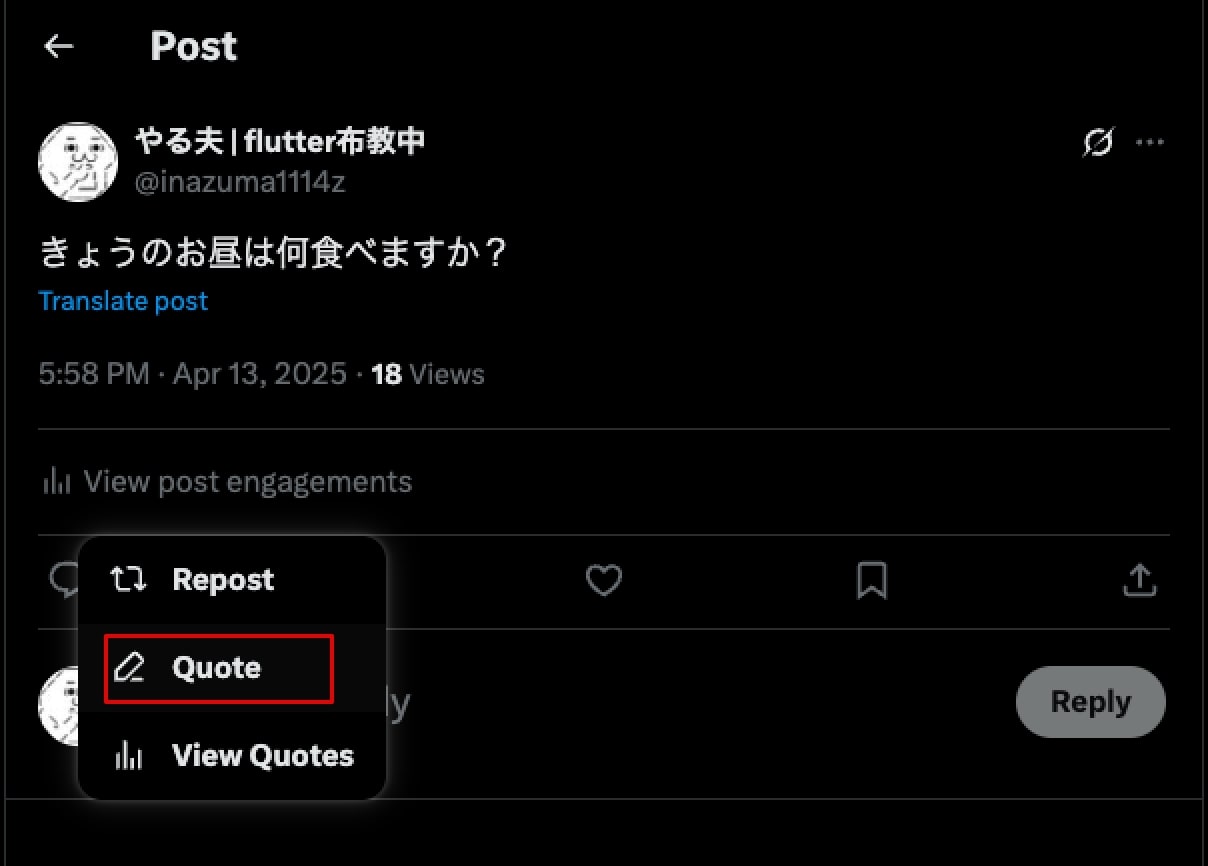 Post
やる夫 | flutter布教中
@inazuma1114z
きょうのお昼は何食べますか？
Translate post
5:58 PM · Apr 13, 2025 · 18 Views
View post engagements
Repost
Quote
View Quotes
Reply